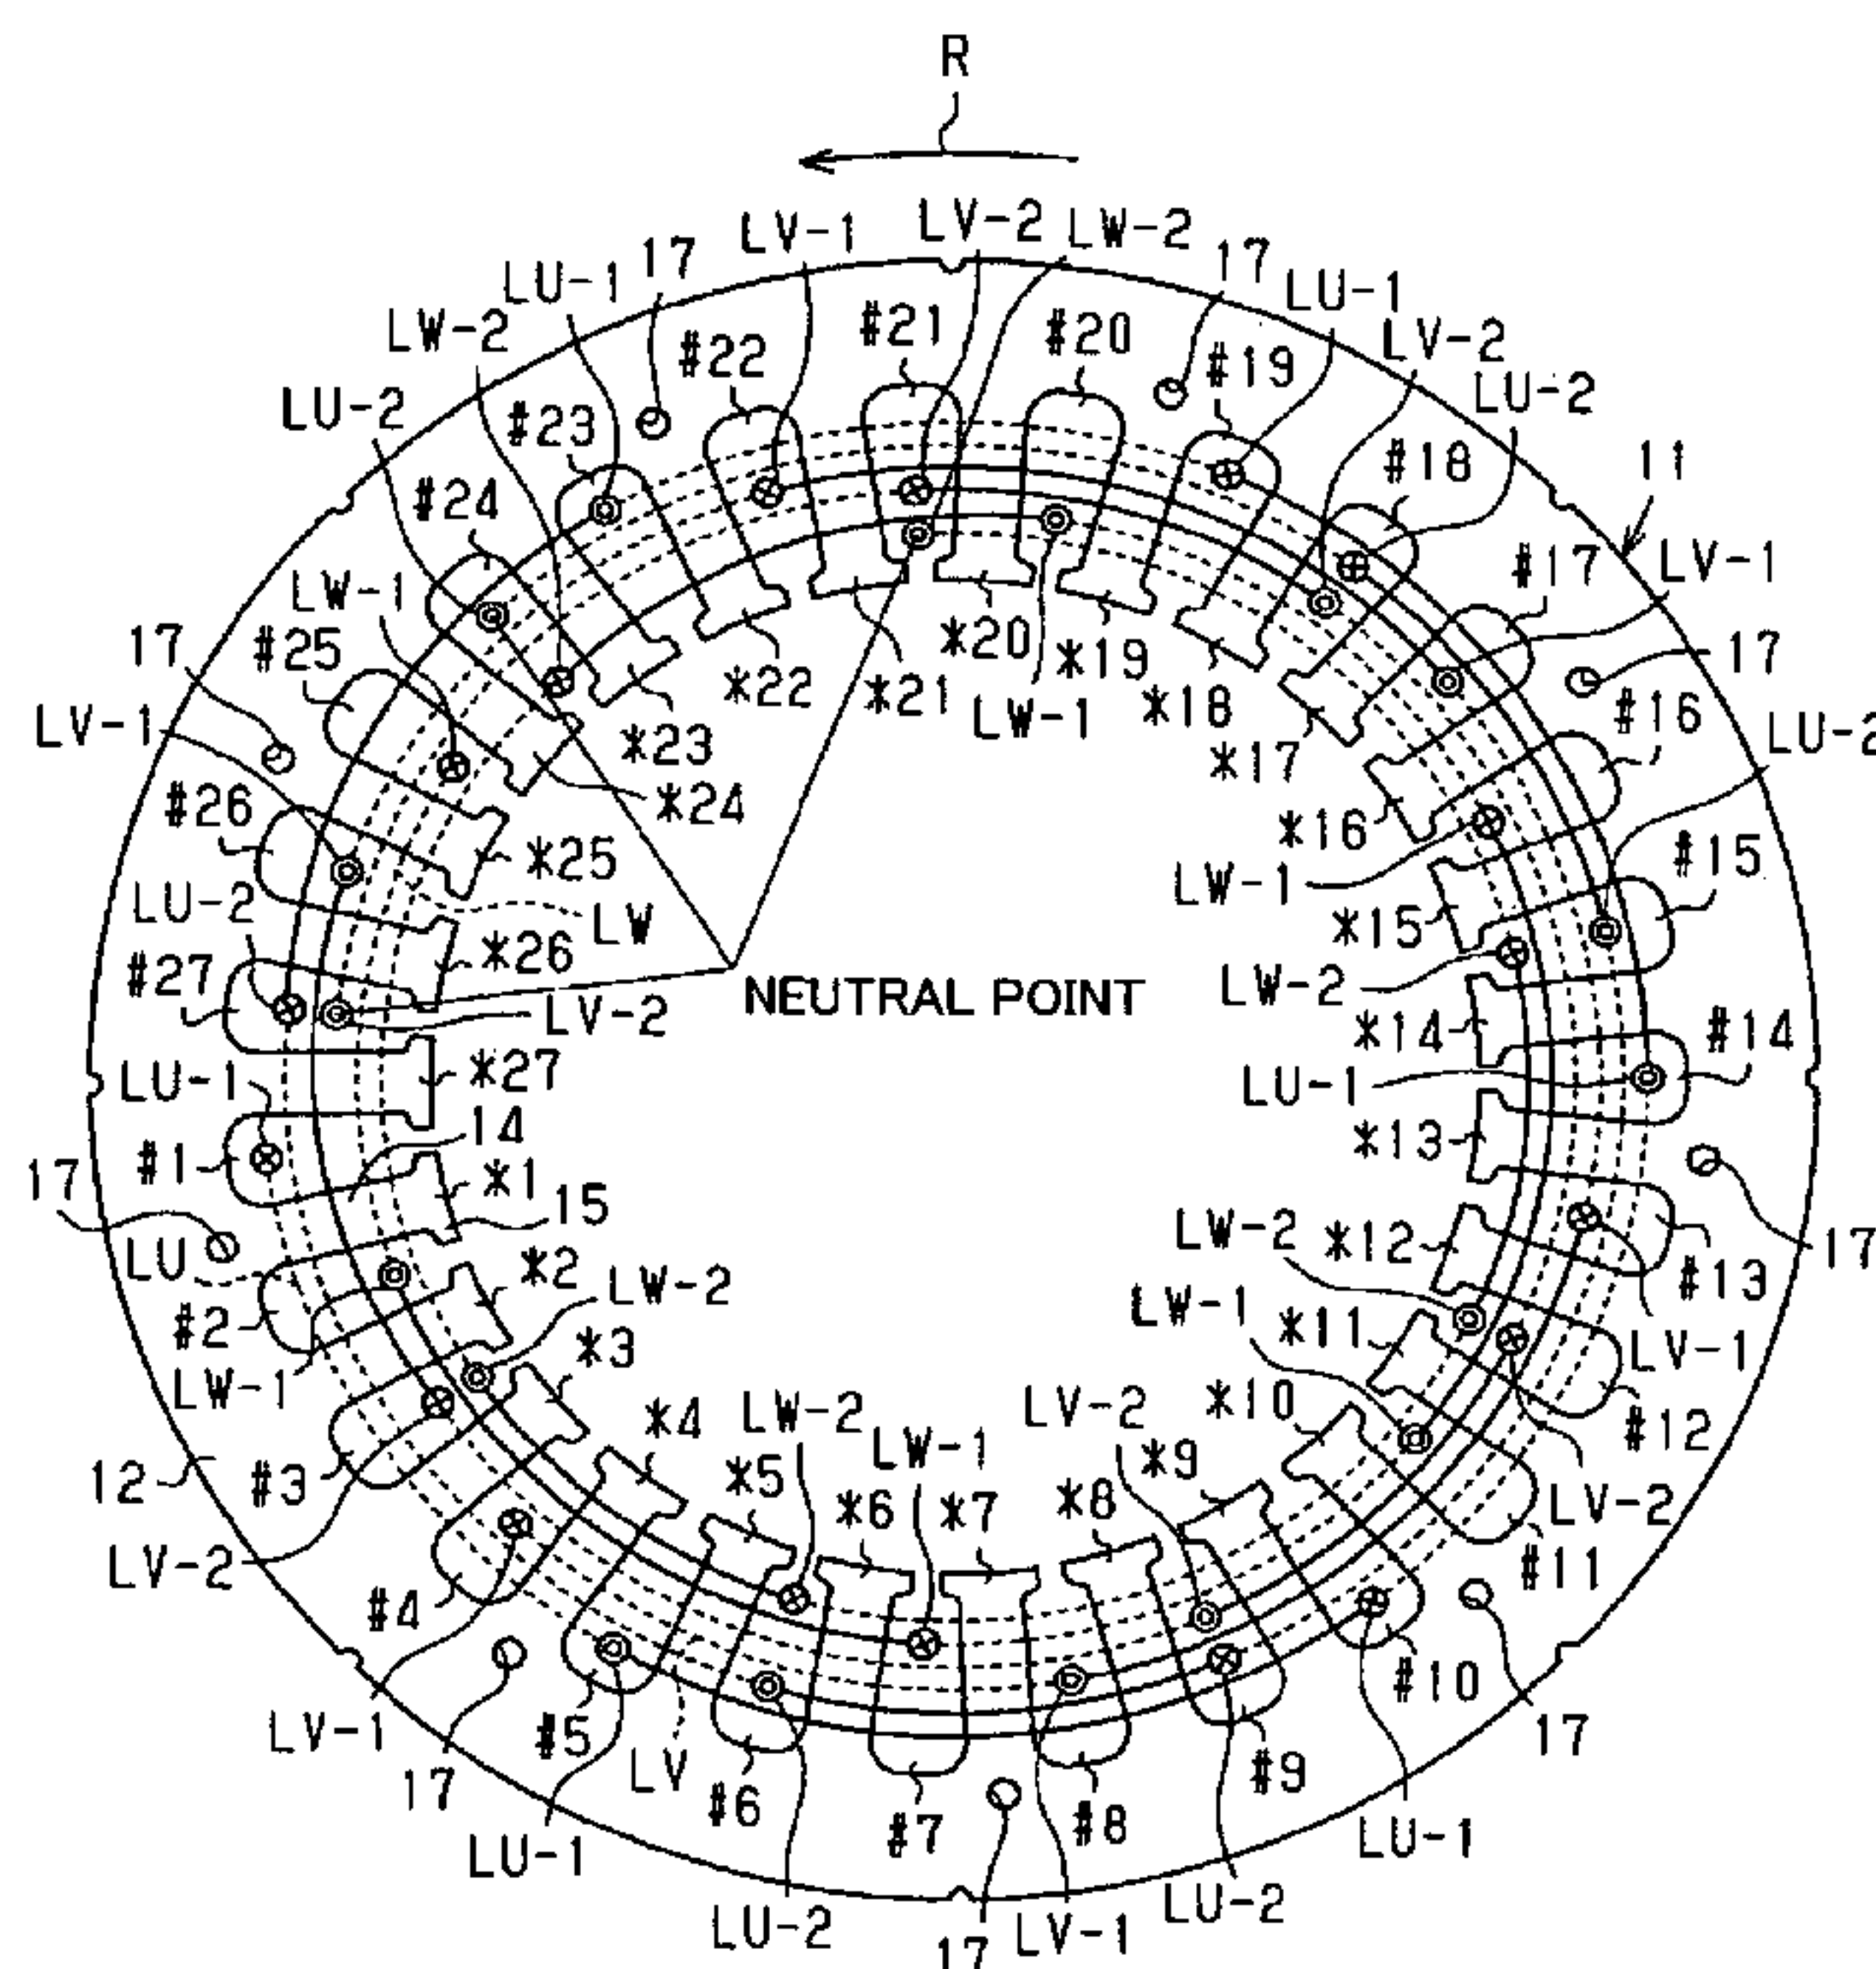 R
LV-1 LV-2 LW-2
LU-1 17 17 LU-1
LW-2 #22 #21 #20 #19 LV-2
LU-2 #23 LU-2
#24 #18 11
LW-1 #17 LV-1
17 #25 17
LV-1 *22 *21 *20 *19 *18 #16
*23 LW-1 *17 LU-2
#26 *24 *16 #15
*25 LW-1
LU-2 LW *15
#27 *26 NEUTRAL POINT LW-2
LV-2 *14 #14
LU-1 *27 LU-1
14 *13
#1 *1
17 15 LW-2 *12 17
LU *2 LW-2 #13
#2 LW-1 *11 LV-1
LW-1 *3
*4 LW-2 LV-2 *10 #12
12 #3 *5 LW-1 *9
*6 *7 *8 LV-2
LV-2 #11
#4
LV-1 #5 #10 17
17 LV #6 #9
LU-1 #7 #8 LU-1
LU-2 LU-2
17 LV-1